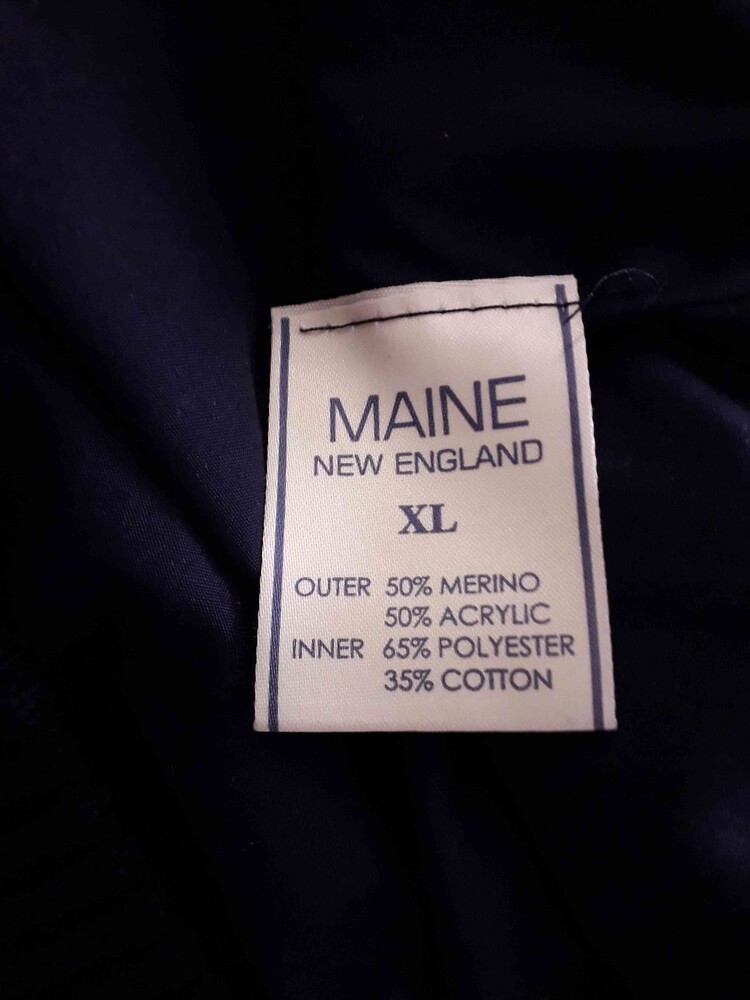 MAINE
NEW ENGLAND
XL
OUTER 50% MERINO
50% ACRYLIC
INNER 65% POLYESTER
35% COTTON